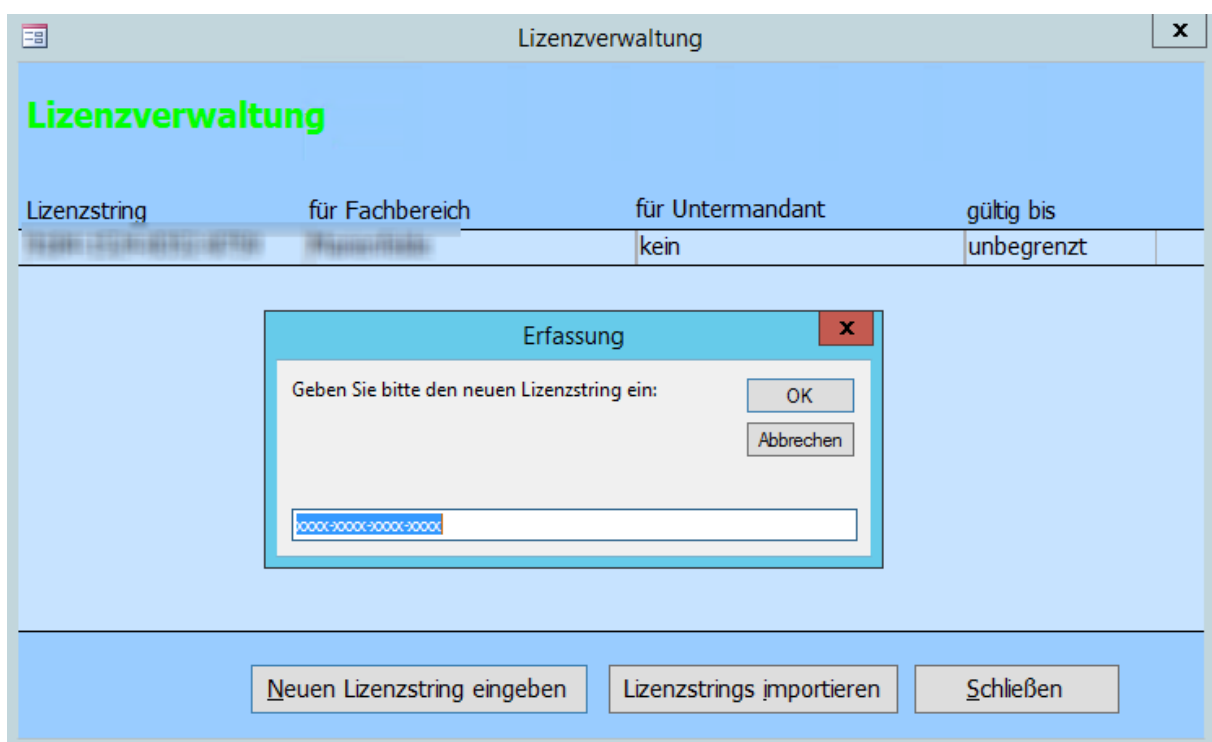 Lizenzverwaltung
x
Lizenzverwaltung
Lizenzstring für Fachbereich für Untermandant gültig bis
kein unbegrenzt
Erfassung
x
Geben Sie bitte den neuen Lizenzstring ein:
OK
Abbrechen
xxxx-xxxx-xxxx-xxxx
Neuen Lizenzstring eingeben Lizenzstrings importieren Schließen